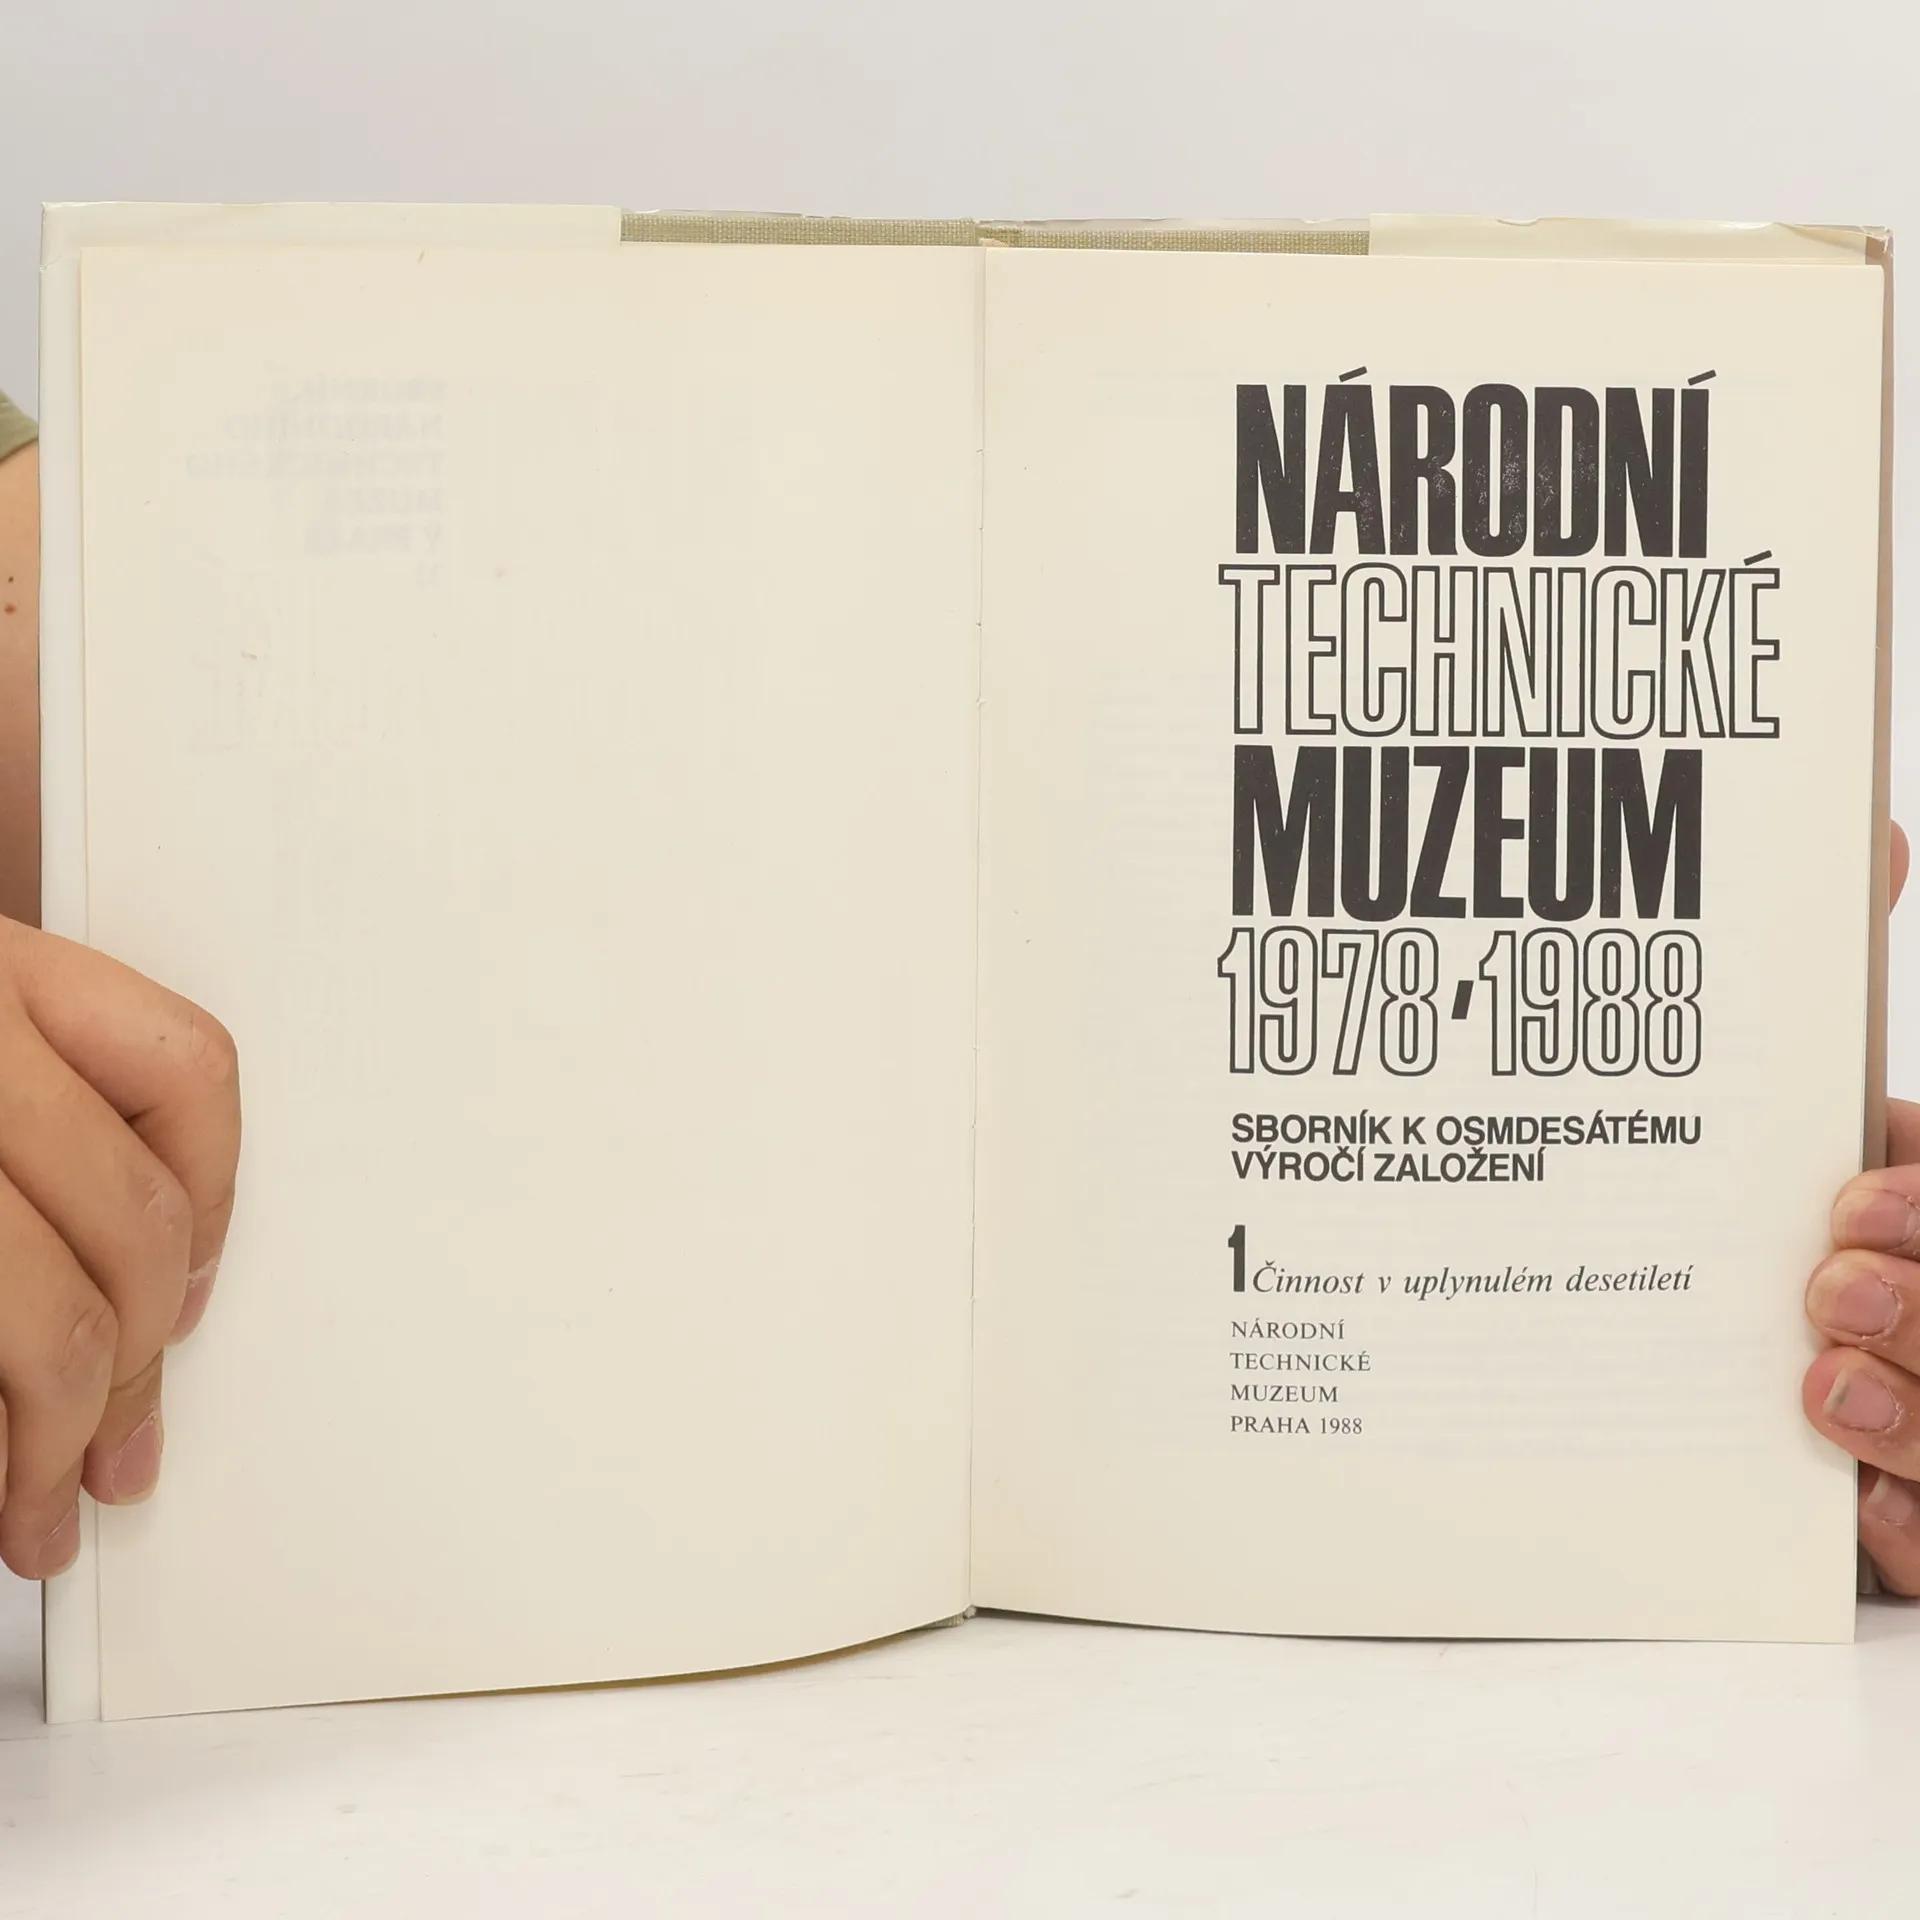 NÁRODNÍ
TECHNICKÉ
MUZEUM
1978-1988
SBORNÍK K OSMDESÁTÉMU
VÝROČÍ ZALOŽENÍ
1 Činnost v uplynulém desetiletí
NÁRODNÍ
TECHNICKÉ
MUZEUM
PRAHA 1988